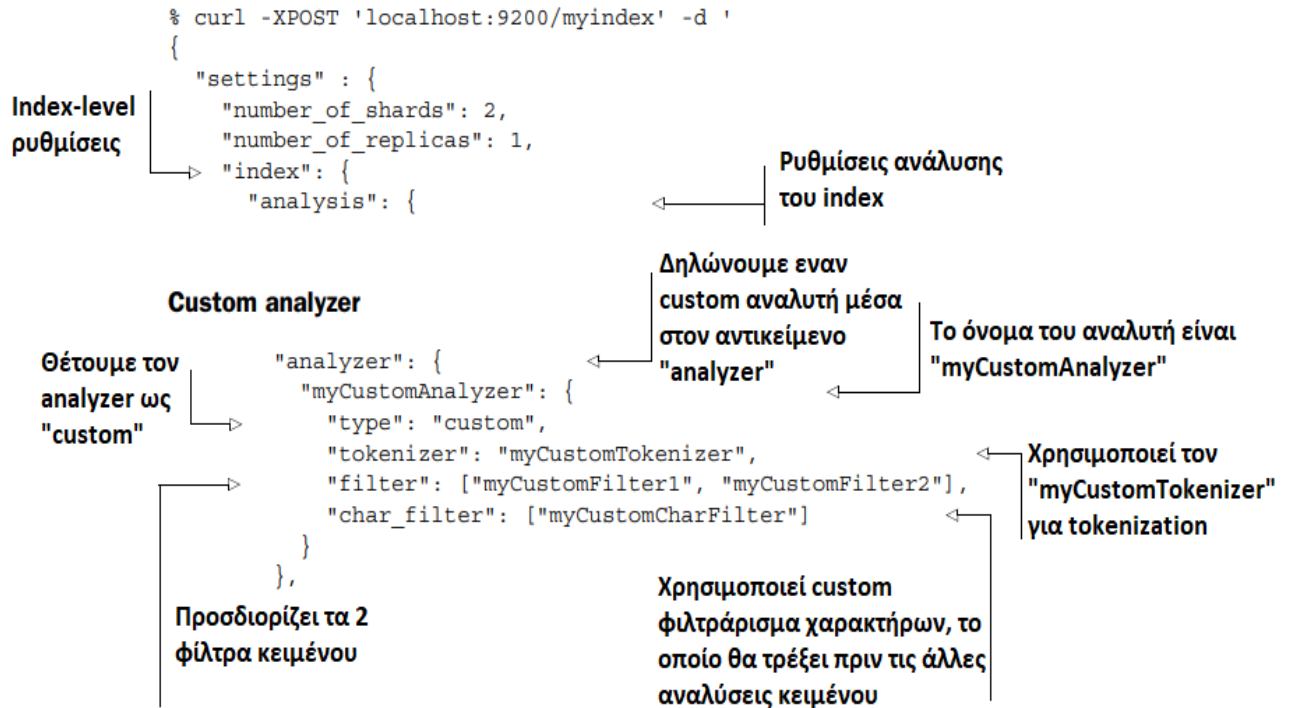 % curl -XPOST 'localhost:9200/myindex' -d '
{
"settings" : {
"number_of_shards": 2,
"number_of_replicas": 1,
"index": {
"analysis": {
Index-level
ρυθμίσεις
Ρυθμίσεις ανάλυσης
του index
Custom analyzer
Δηλώνουμε εναν
custom αναλυτή μέσα
στον αντικείμενο
"analyzer"
Το όνομα του αναλυτή είναι
"myCustomAnalyzer"
Θέτουμε τον
analyzer ως
"custom"
"analyzer": {
"myCustomAnalyzer": {
"type": "custom",
"tokenizer": "myCustomTokenizer",
"filter": ["myCustomFilter1", "myCustomFilter2"],
"char_filter": ["myCustomCharFilter"]
}
},
Χρησιμοποιεί τον
"myCustomTokenizer"
για tokenization
Προσδιορίζει τα 2
φίλτρα κειμένου
Χρησιμοποιεί custom
φιλτράρισμα χαρακτήρων, το
οποίο θα τρέξει πριν τις άλλες
αναλύσεις κειμένου